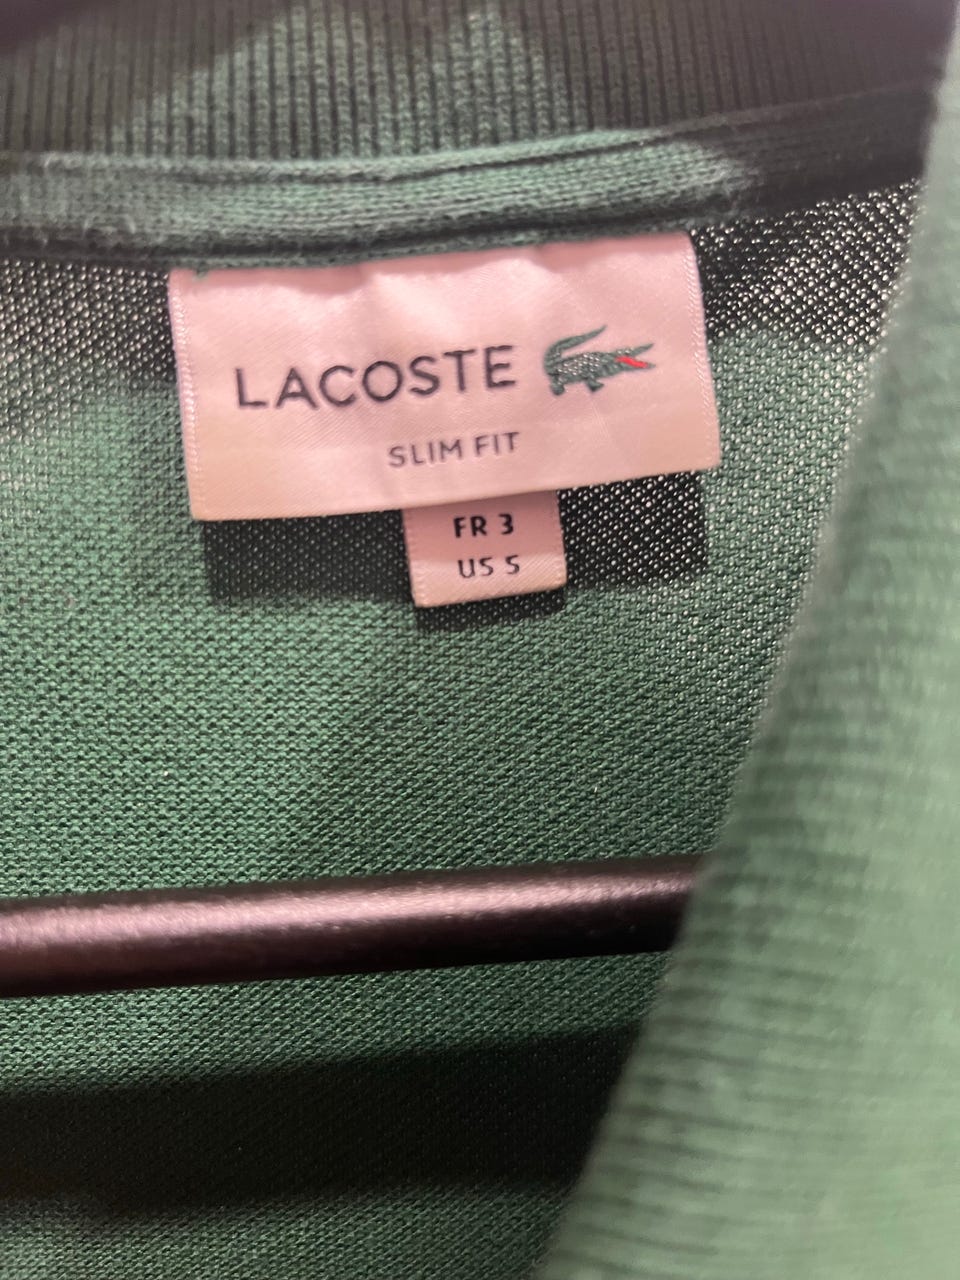 LACOSTE
SLIM FIT
FR 3
US S